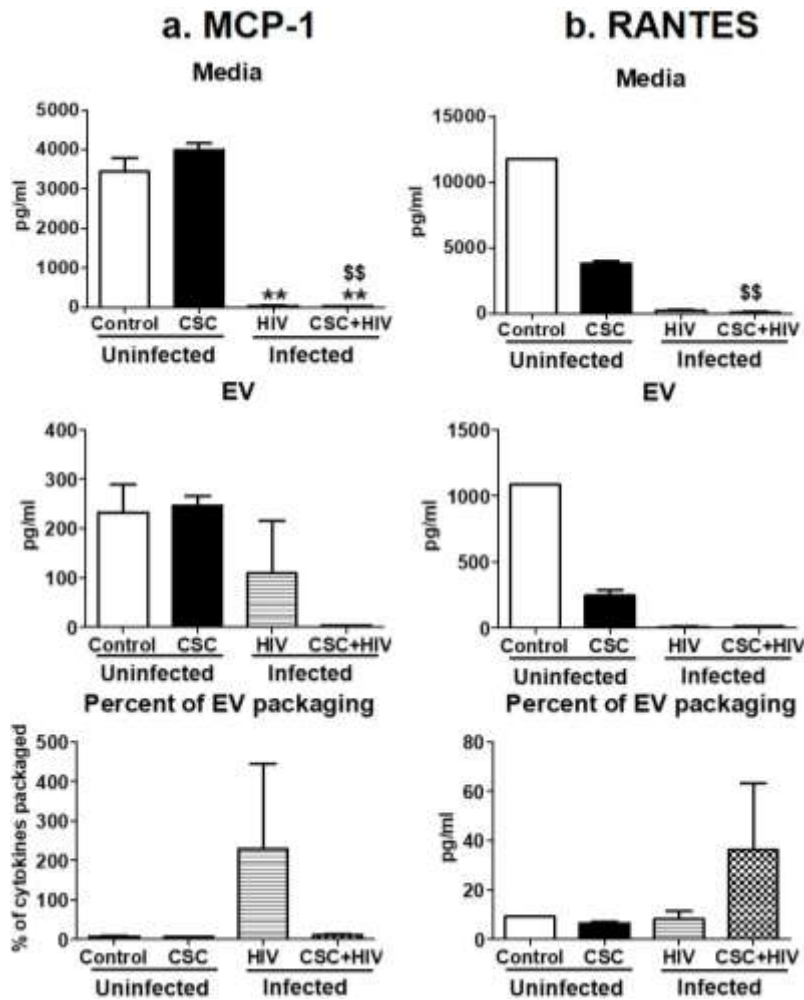 a. MCP-1
Media
5000
4000
3000
2000
1000
0
pg/ml
** 
$$
**
Control CSC HIV CSC+HIV
Uninfected Infected
EV
400
300
200
100
0
pg/ml
Control CSC HIV CSC+HIV
Uninfected Infected
Percent of EV packaging
500
400
300
200
100
0
% of cytokines packaged
Control CSC HIV CSC+HIV
Uninfected Infected
b. RANTES
Media
15000
10000
5000
0
pg/ml
$$
Control CSC HIV CSC+HIV
Uninfected Infected
EV
1500
1000
500
0
pg/ml
Control CSC HIV CSC+HIV
Uninfected Infected
Percent of EV packaging
80
60
40
20
0
pg/ml
Control CSC HIV CSC+HIV
Uninfected Infected